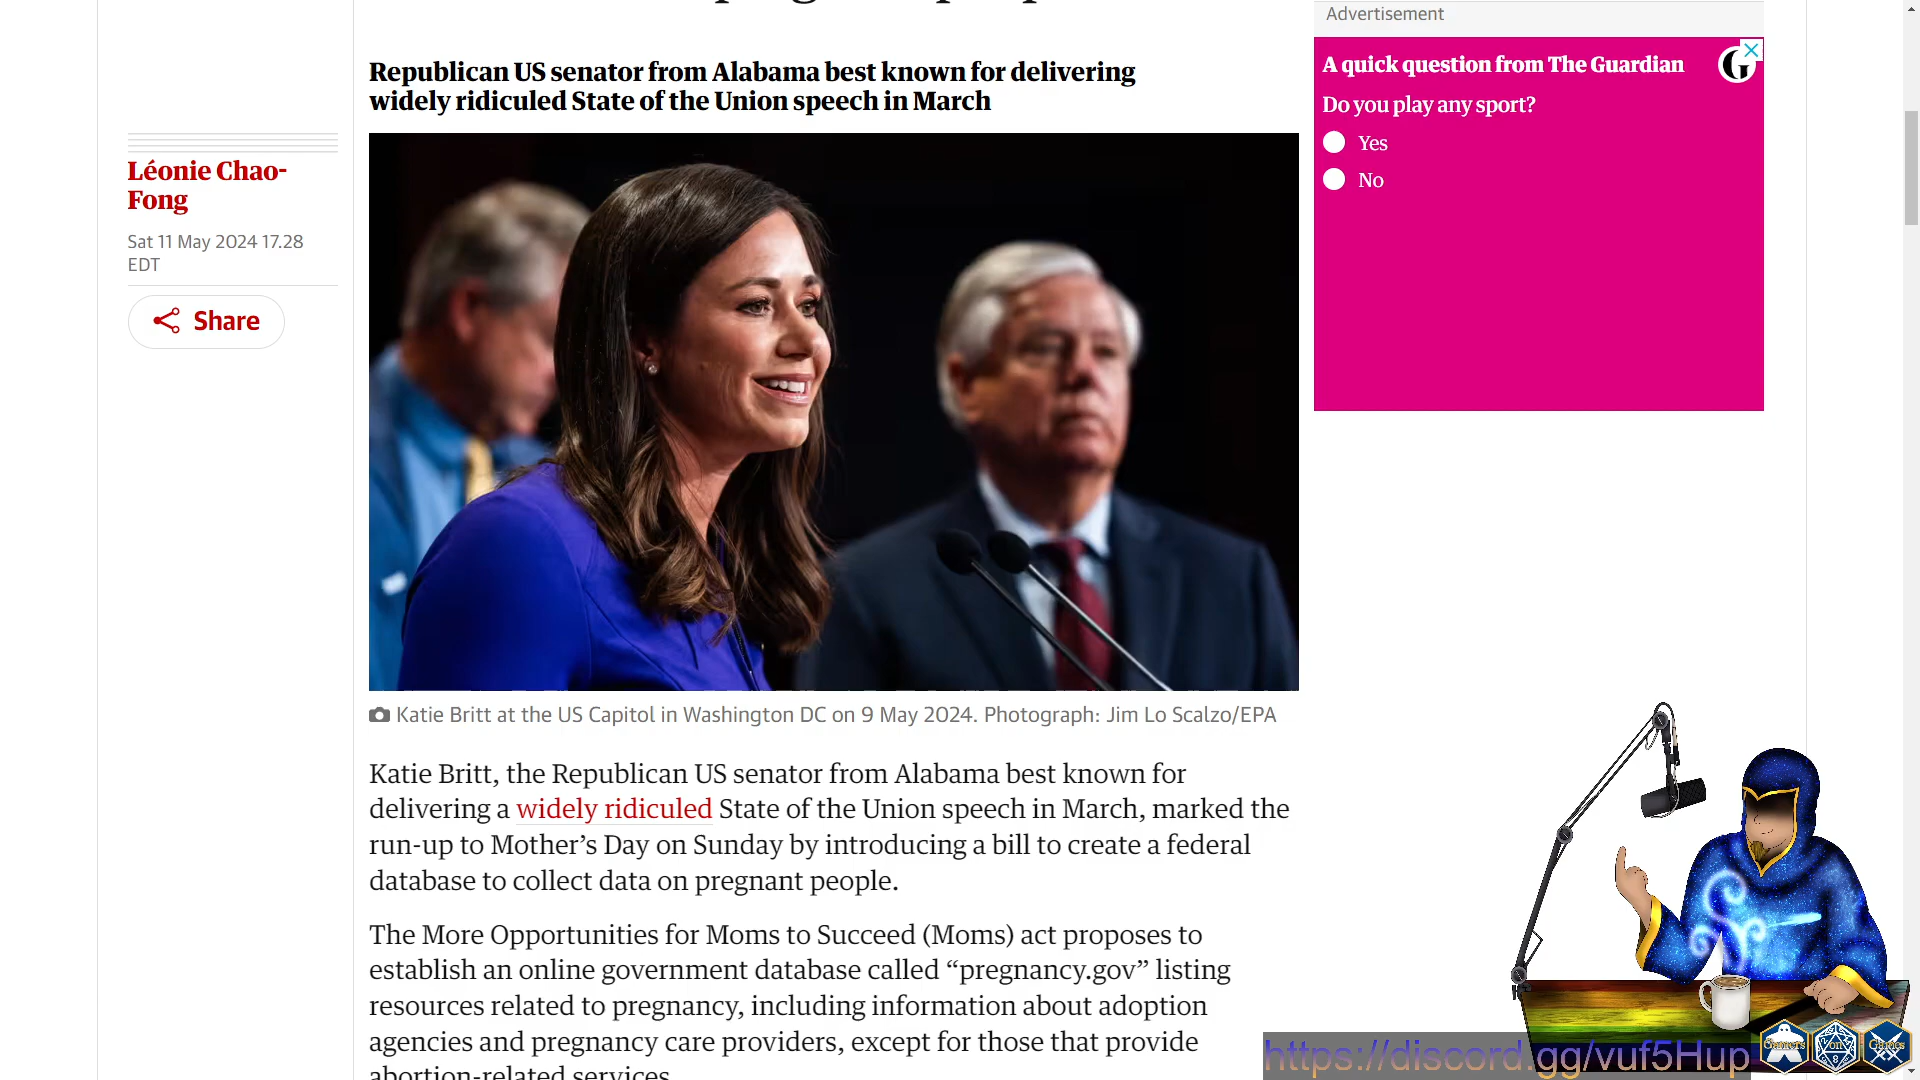 Advertisement
Republican US senator from Alabama best known for delivering
widely ridiculed State of the Union speech in March
A quick question from The Guardian
G
Do you play any sport?
Yes
No
Léonie Chao-
Fong
Sat 11 May 2024 17.28
EDT
Share
Katie Britt at the US Capitol in Washington DC on 9 May 2024. Photograph: Jim Lo Scalzo/EPA
Katie Britt, the Republican US senator from Alabama best known for
delivering a widely ridiculed State of the Union speech in March, marked the
run-up to Mother’s Day on Sunday by introducing a bill to create a federal
database to collect data on pregnant people.
The More Opportunities for Moms to Succeed (Moms) act proposes to
establish an online government database called “pregnancy.gov” listing
resources related to pregnancy, including information about adoption
agencies and pregnancy care providers, except for those that provide
abortion-related services.
https://discord.gg/vuf5Hup
Gamers
on
8
Games